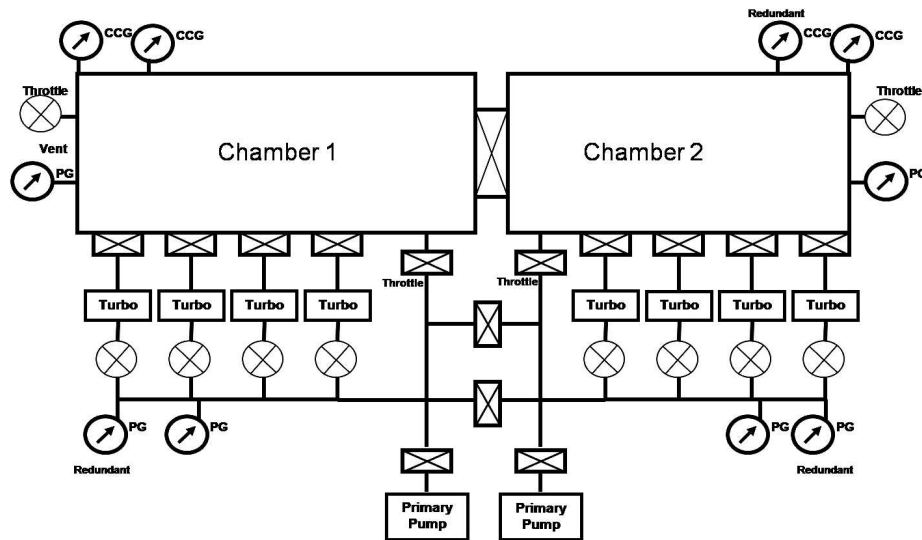 Redundant
CCG
CCG
CCG
CCG
Throttle
Throttle
Vent
Chamber 1
Chamber 2
PG
PG
Throttle
Throttle
Turbo
Turbo
Turbo
Turbo
Turbo
Turbo
Turbo
Turbo
PG
PG
PG
PG
Redundant
Redundant
Primary
Pump
Primary
Pump